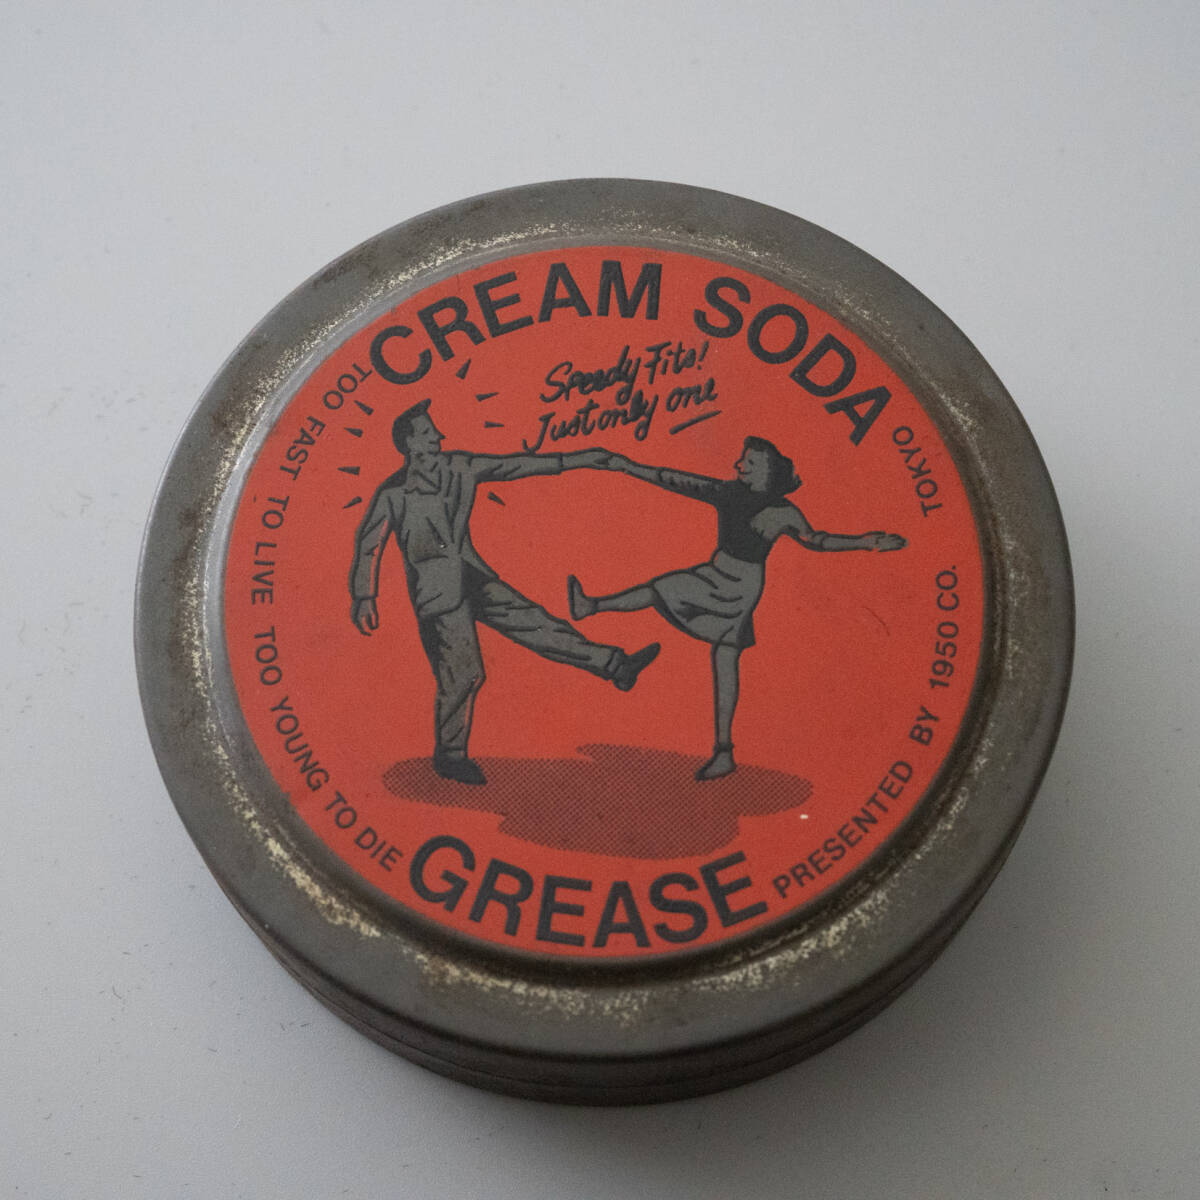 CREAM SODA
Speedy Fits!
Just only one
TOO FAST TO LIVE TOO YOUNG TO DIE
GREASE
PRESENTED BY 1950 CO. TOKYO